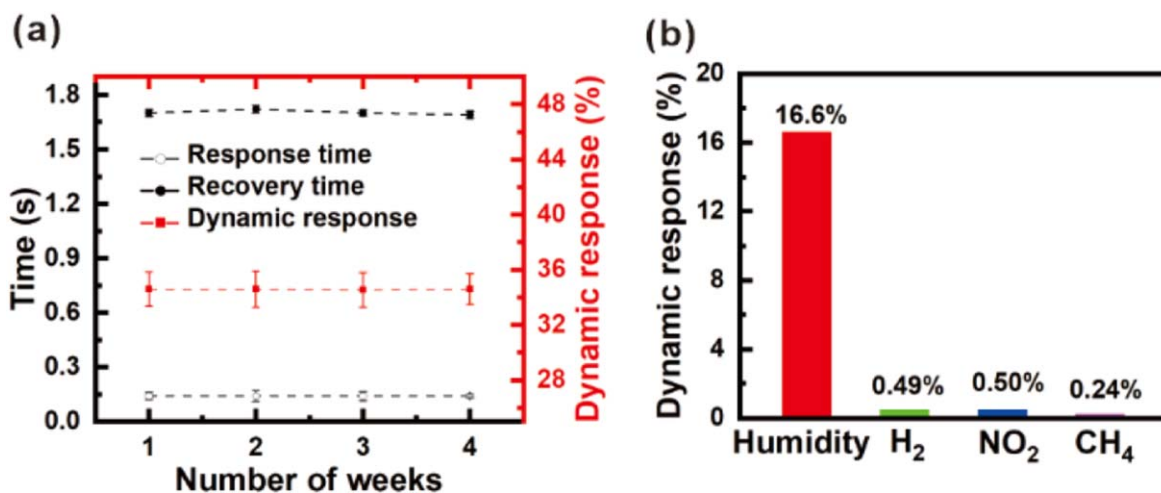 (a)
Time (s)
1.8
1.5
1.2
0.9
0.6
0.3
0.0
Response time
Recovery time
Dynamic response
1 2 3 4
Number of weeks
48
44
40
36
32
28
Dynamic response (%)
(b)
Dynamic response (%)
20
16
12
8
4
0
16.6%
0.49%
0.50%
0.24%
Humidity H₂ NO₂ CH₄